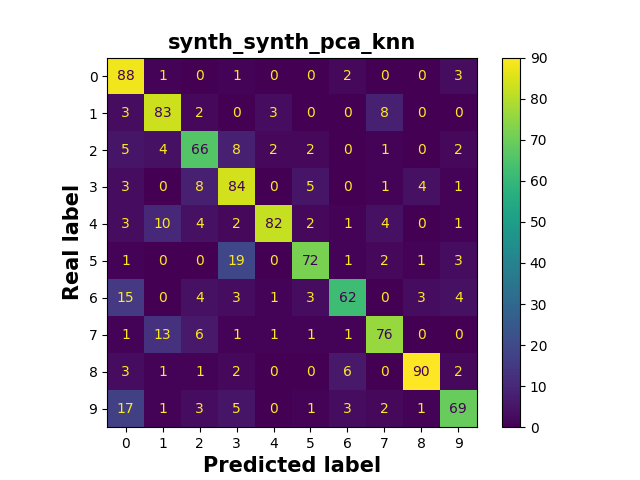 synth_synth_pca_knn
0 88 1 0 1 0 0 2 0 0 3
1 3 83 2 0 3 0 0 8 0 0
2 5 4 66 8 2 2 0 1 0 2
3 3 0 8 84 0 5 0 1 4 1
4 3 10 4 2 82 2 1 4 0 1
5 1 0 0 19 0 72 1 2 1 3
6 15 0 4 3 1 3 62 0 3 4
7 1 13 6 1 1 1 1 76 0 0
8 3 1 1 2 0 0 6 0 90 2
9 17 1 3 5 0 1 3 2 1 69
0 1 2 3 4 5 6 7 8 9
Predicted label
Real label
90
80
70
60
50
40
30
20
10
0